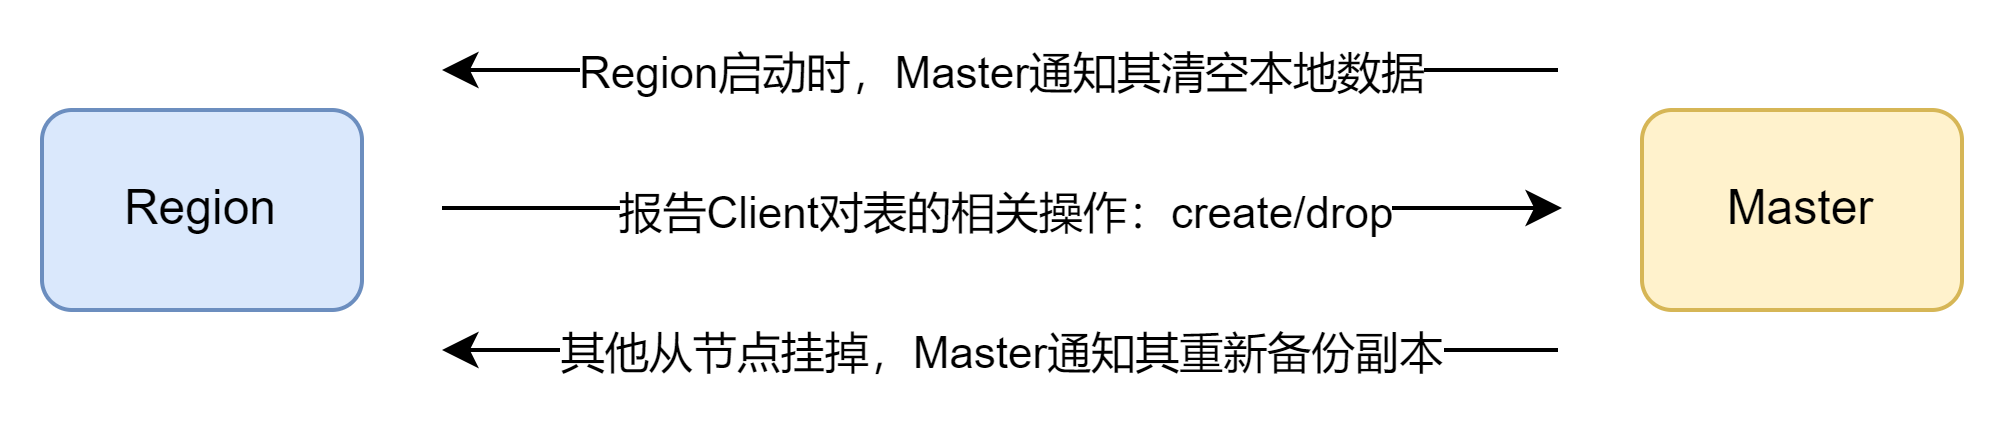 Region启动时，Master通知其清空本地数据
Region
报告Client对表的相关操作：create/drop
Master
其他从节点挂掉，Master通知其重新备份副本